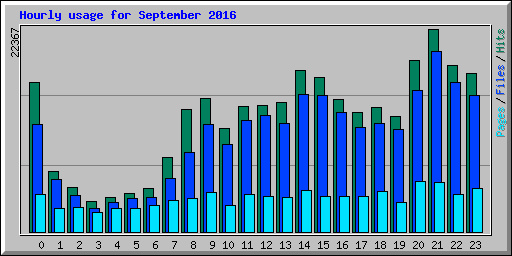 Hourly usage for September 2016
22367
Pages/Files/Hits
0 1 2 3 4 5 6 7 8 9 10 11 12 13 14 15 16 17 18 19 20 21 22 23